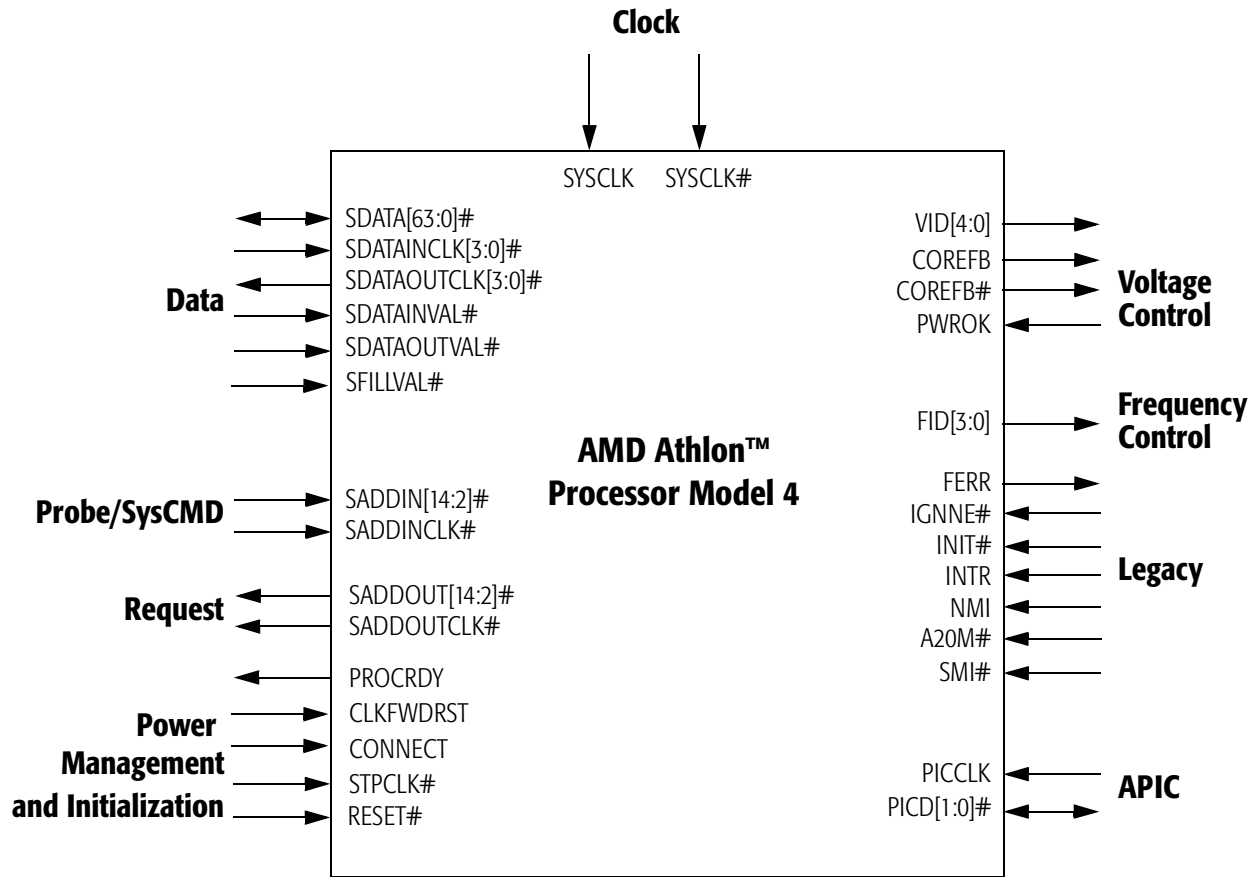 Clock
SYSCLK SYSCLK#
Data
SDATA[63:0]#
SDATAINCLK[3:0]#
SDATAOUTCLK[3:0]#
SDATAINVAL#
SDATAOUTVAL#
SFILLVAL#
Probe/SysCMD
SADDIN[14:2]#
SADDINCLK#
Request
SADDOUT[14:2]#
SADDOUTCLK#
Power
Management
and Initialization
PROCRDY
CLKFWDRST
CONNECT
STPCLK#
RESET#
AMD Athlon™
Processor Model 4
VID[4:0]
COREFB
COREFB#
PWROK
Voltage
Control
FID[3:0]
Frequency
Control
FERR
IGNNE#
INIT#
INTR
NMI
A20M#
SMI#
Legacy
PICCLK
PICD[1:0]#
APIC